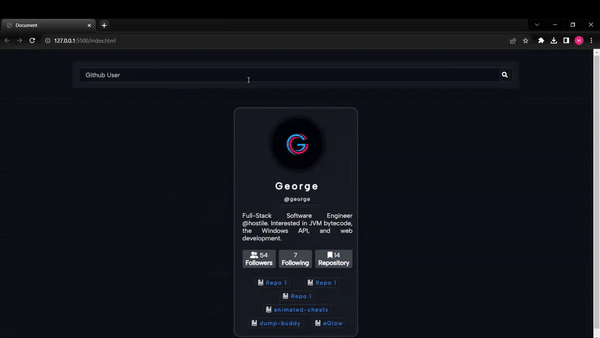 Document
127.0.0.1:5500/index.html
Github User
George
@george
Full-Stack Software Engineer
@hostile. Interested in JVM bytecode,
the Windows API, and web
development.
54 Followers
7 Following
14 Repository
Repo 1
Repo 1
Repo 1
animated-chests
dump-buddy
eGlow